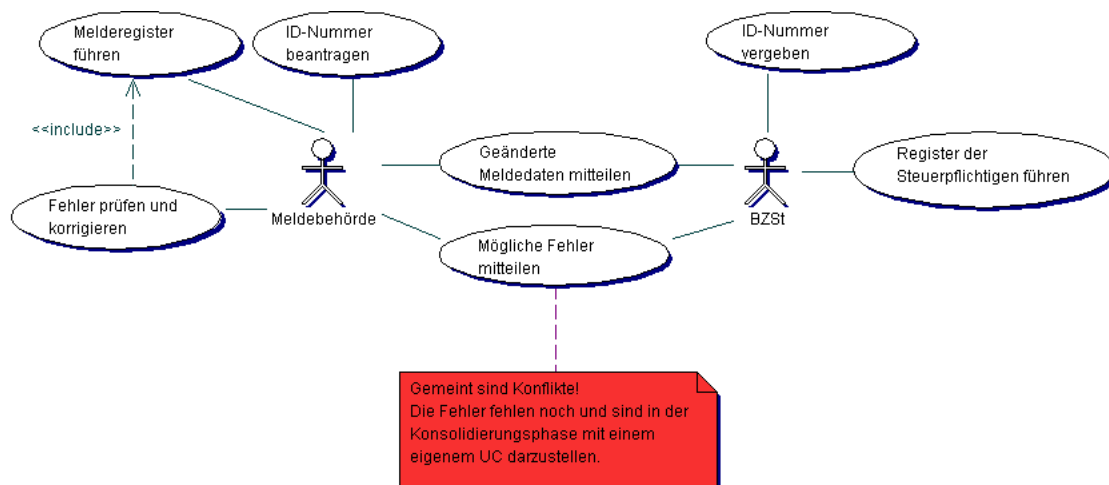 Melderegister
führen
ID-Nummer
beantragen
ID-Nummer
vergeben
<<include>>
Geänderte
Meldedaten mitteilen
Register der
Steuerpflichtigen führen
Fehler prüfen und
korrigieren
Meldebehörde
BZSt
Mögliche Fehler
mitteilen
Gemeint sind Konflikte!
Die Fehler fehlen noch und sind in der
Konsolidierungsphase mit einem
eigenem UC darzustellen.